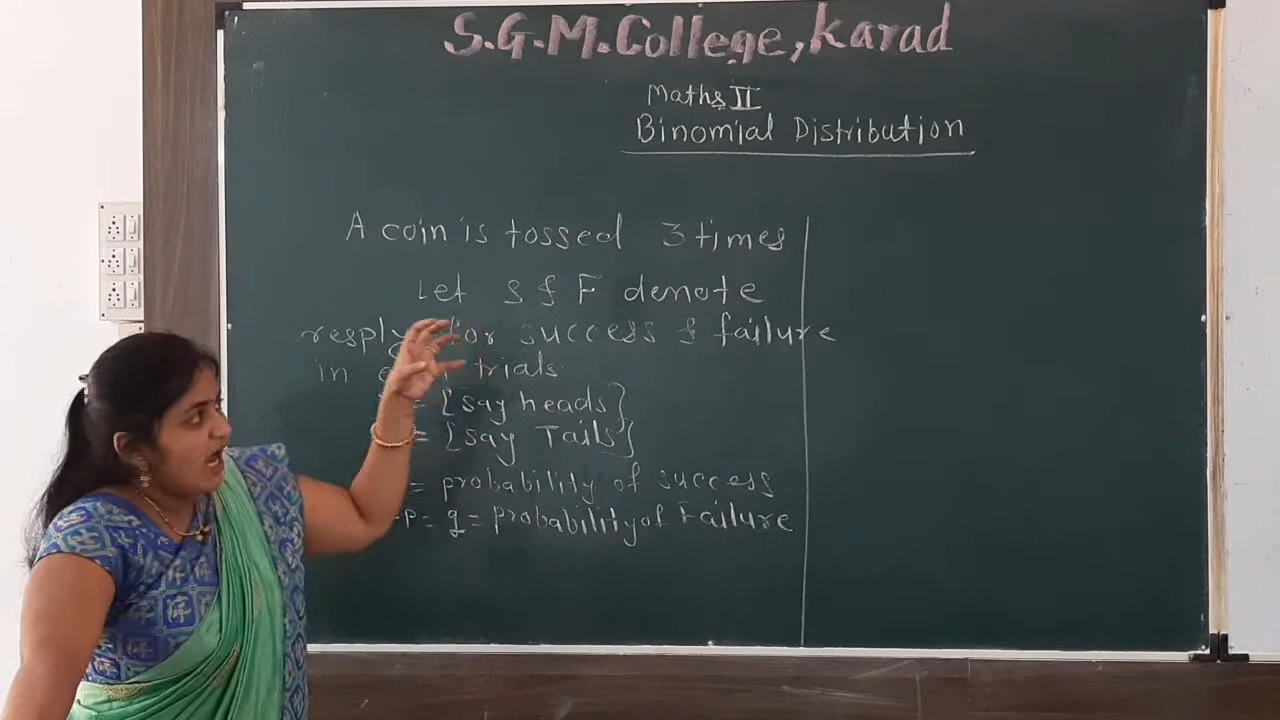 S.G.M. College, Karad
Maths II
Binomial Distribution
A coin is tossed 3 times
Let S & F denote
resply for success & failure
in trials
= {say heads}
= {say Tails}
= probability of success
-p = q = probability of Failure